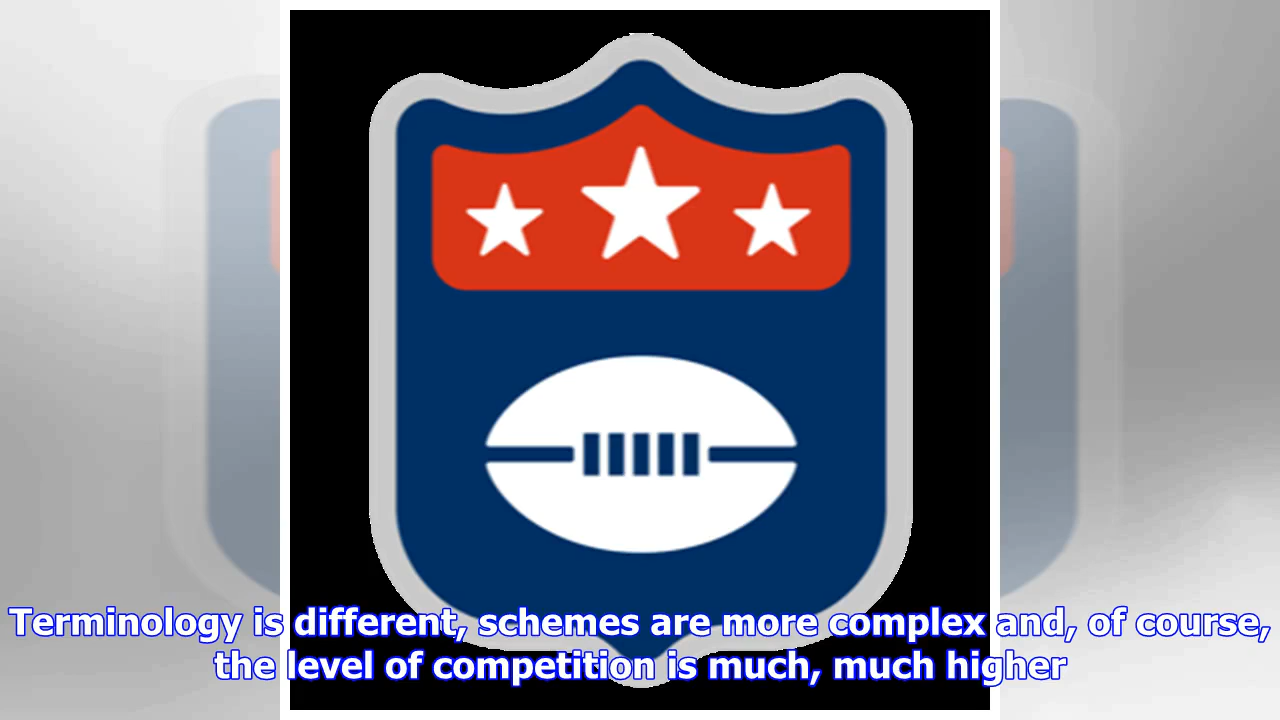 Terminology is different, schemes are more complex and, of course,
the level of competition is much, much higher